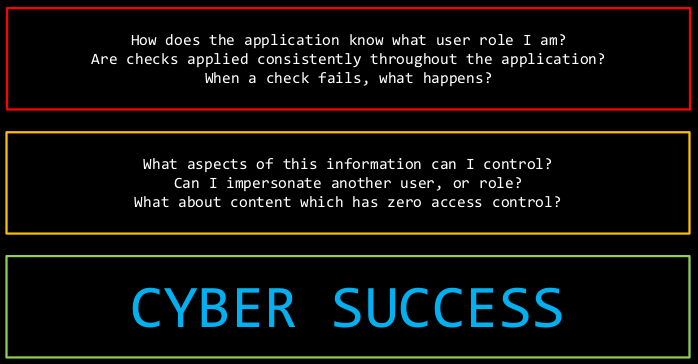 How does the application know what user role I am?
Are checks applied consistently throughout the application?
When a check fails, what happens?
What aspects of this information can I control?
Can I impersonate another user, or role?
What about content which has zero access control?
CYBER SUCCESS